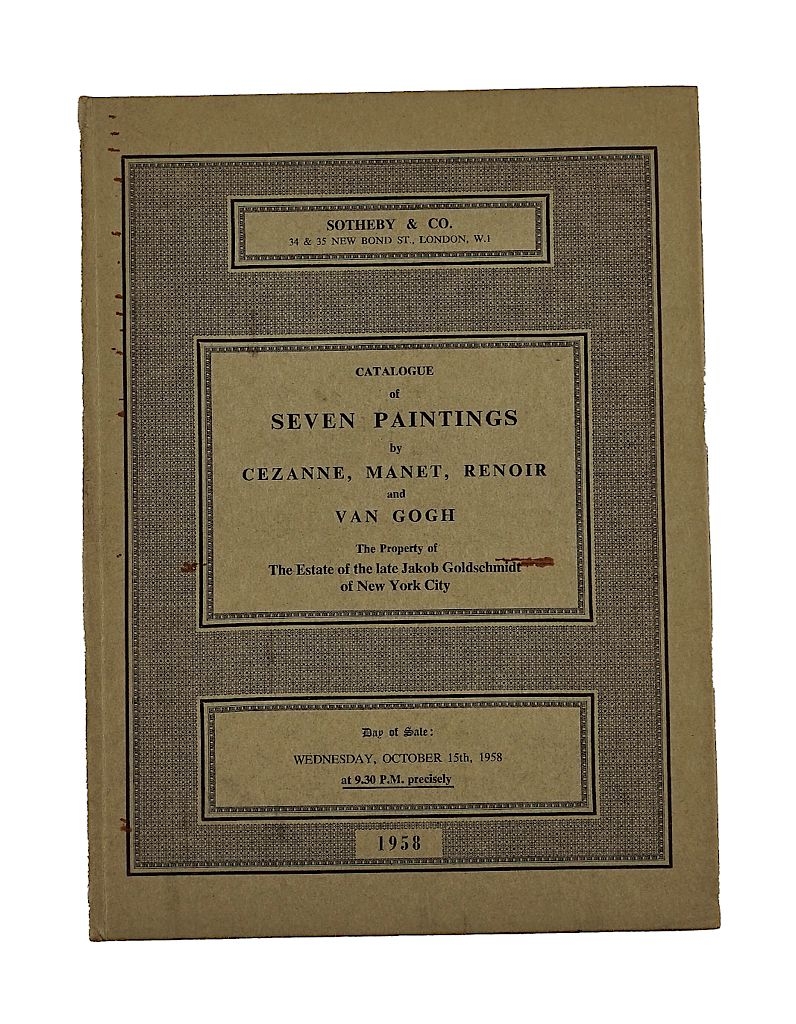 SOTHEBY & CO.
34 & 35 NEW BOND ST., LONDON, W.1
CATALOGUE
of
SEVEN PAINTINGS
by
CEZANNE, MANET, RENOIR
and
VAN GOGH
The Property of
The Estate of the late Jakob Goldschmidt
of New York City
Day of Sale:
WEDNESDAY, OCTOBER 15th, 1958
at 9.30 P.M. precisely
1958